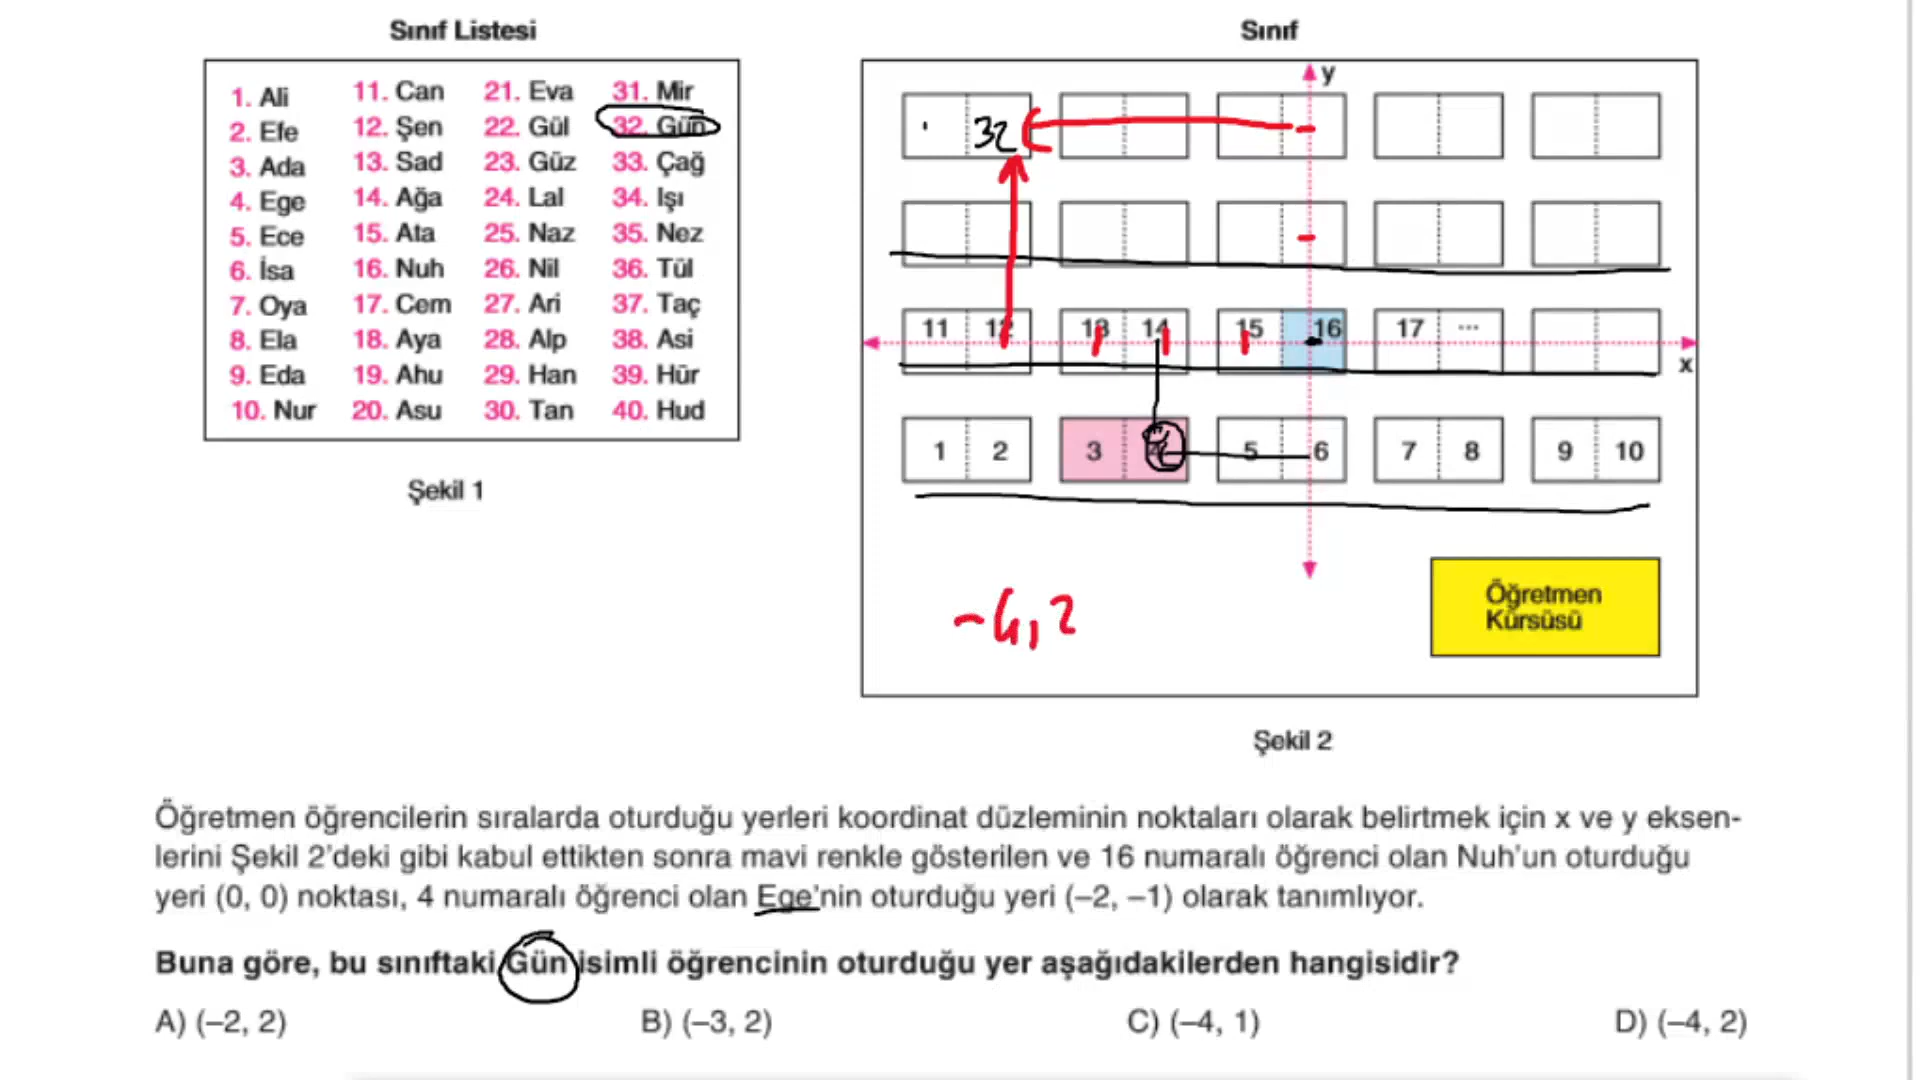 Sınıf Listesi
1. Ali 11. Can 21. Eva 31. Mir
2. Efe 12. Şen 22. Gül 32. Gün
3. Ada 13. Sad 23. Güz 33. Çağ
4. Ege 14. Ağa 24. Lal 34. Işı
5. Ece 15. Ata 25. Naz 35. Nez
6. İsa 16. Nuh 26. Nil 36. Tül
7. Oya 17. Cem 27. Ari 37. Taç
8. Ela 18. Aya 28. Alp 38. Asi
9. Eda 19. Ahu 29. Han 39. Hür
10. Nur 20. Asu 30. Tan 40. Hud
Şekil 1
Sınıf
y
32
11 12 13 14 15 16 17 ...
x
1 2 3 4 5 6 7 8 9 10
Öğretmen
Kürsüsü
-4,2
Şekil 2
Öğretmen öğrencilerin sıralarda oturduğu yerleri koordinat düzleminin noktaları olarak belirtmek için x ve y eksen-
lerini Şekil 2'deki gibi kabul ettikten sonra mavi renkle gösterilen ve 16 numaralı öğrenci olan Nuh'un oturduğu
yeri (0, 0) noktası, 4 numaralı öğrenci olan Ege'nin oturduğu yeri (–2, –1) olarak tanımlıyor.
Buna göre, bu sınıftaki Gün isimli öğrencinin oturduğu yer aşağıdakilerden hangisidir?
A) (–2, 2) B) (–3, 2) C) (–4, 1) D) (–4, 2)